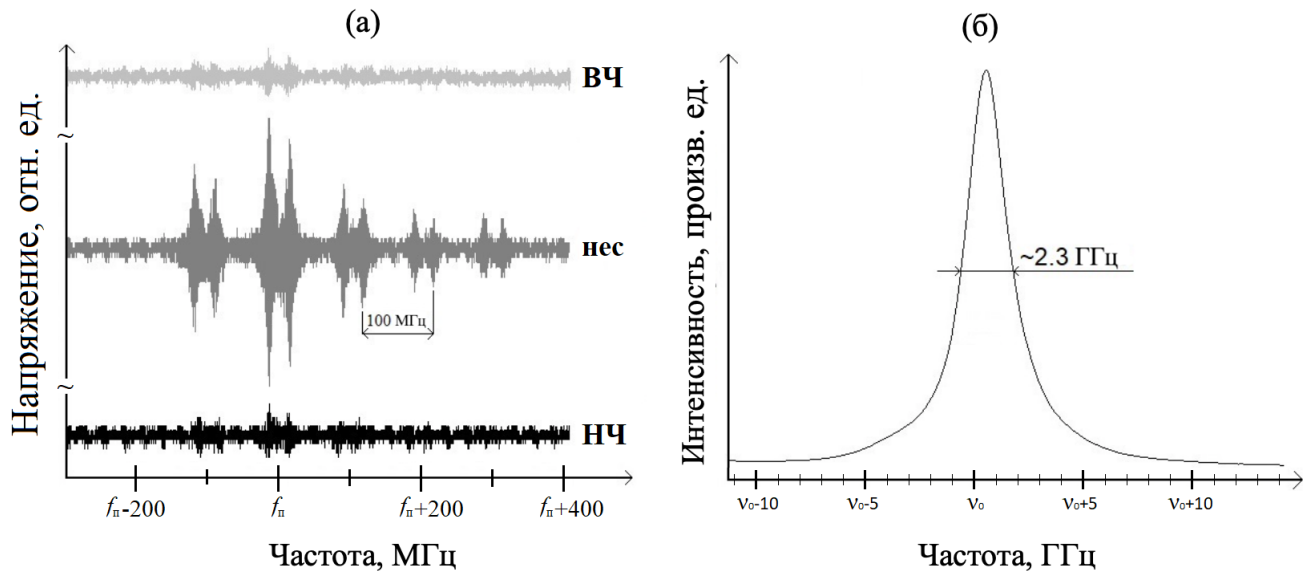 (а)
(б)
Напряжение, отн. ед.
ВЧ
нес
100 МГц
НЧ
fп-200
fп
fп+200
fп+400
Частота, МГц
Интенсивность, произв. ед.
~2.3 ГГц
ν₀-10
ν₀-5
ν₀
ν₀+5
ν₀+10
Частота, ГГц